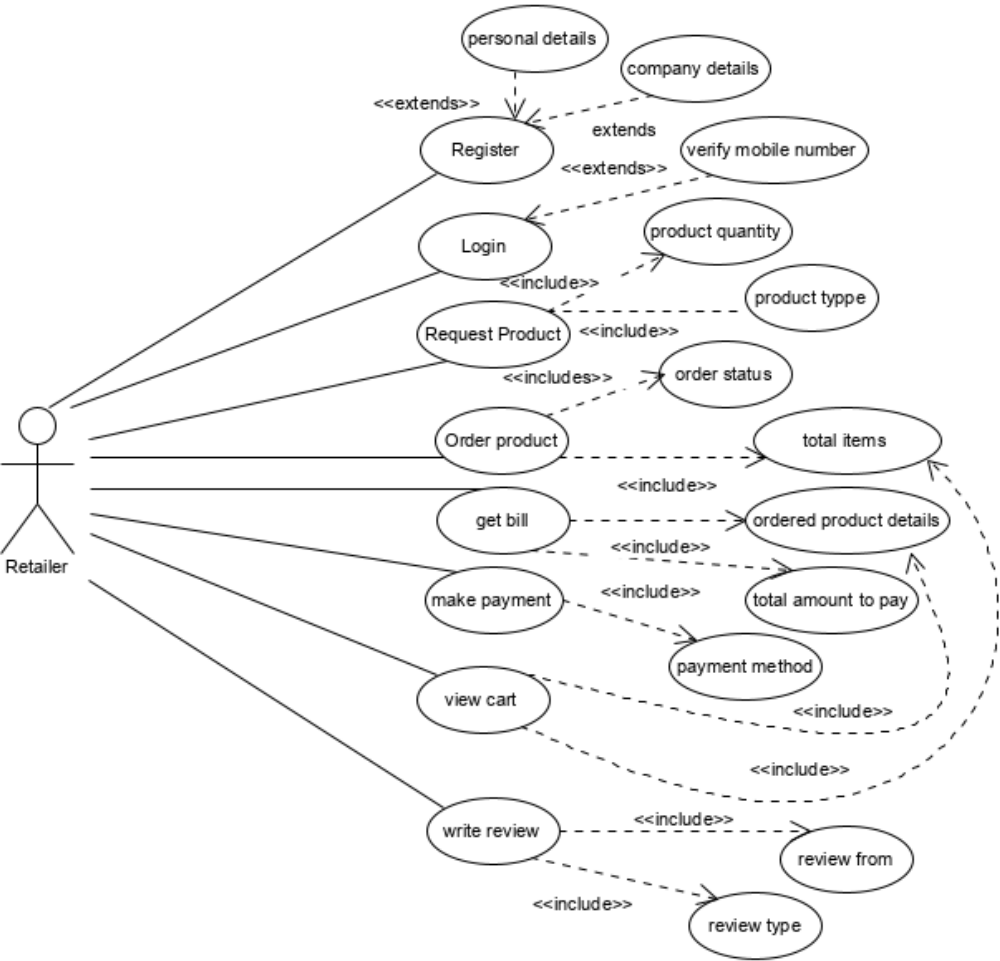 personal details
company details
<<extends>>
extends
Register
verify mobile number
<<extends>>
product quantity
Login
<<include>>
product typpe
Request Product
<<include>>
<<includes>>
order status
Order product
total items
<<include>>
get bill
ordered product details
<<include>>
Retailer
make payment
<<include>>
total amount to pay
payment method
view cart
<<include>>
<<include>>
write review
<<include>>
review from
<<include>>
review type